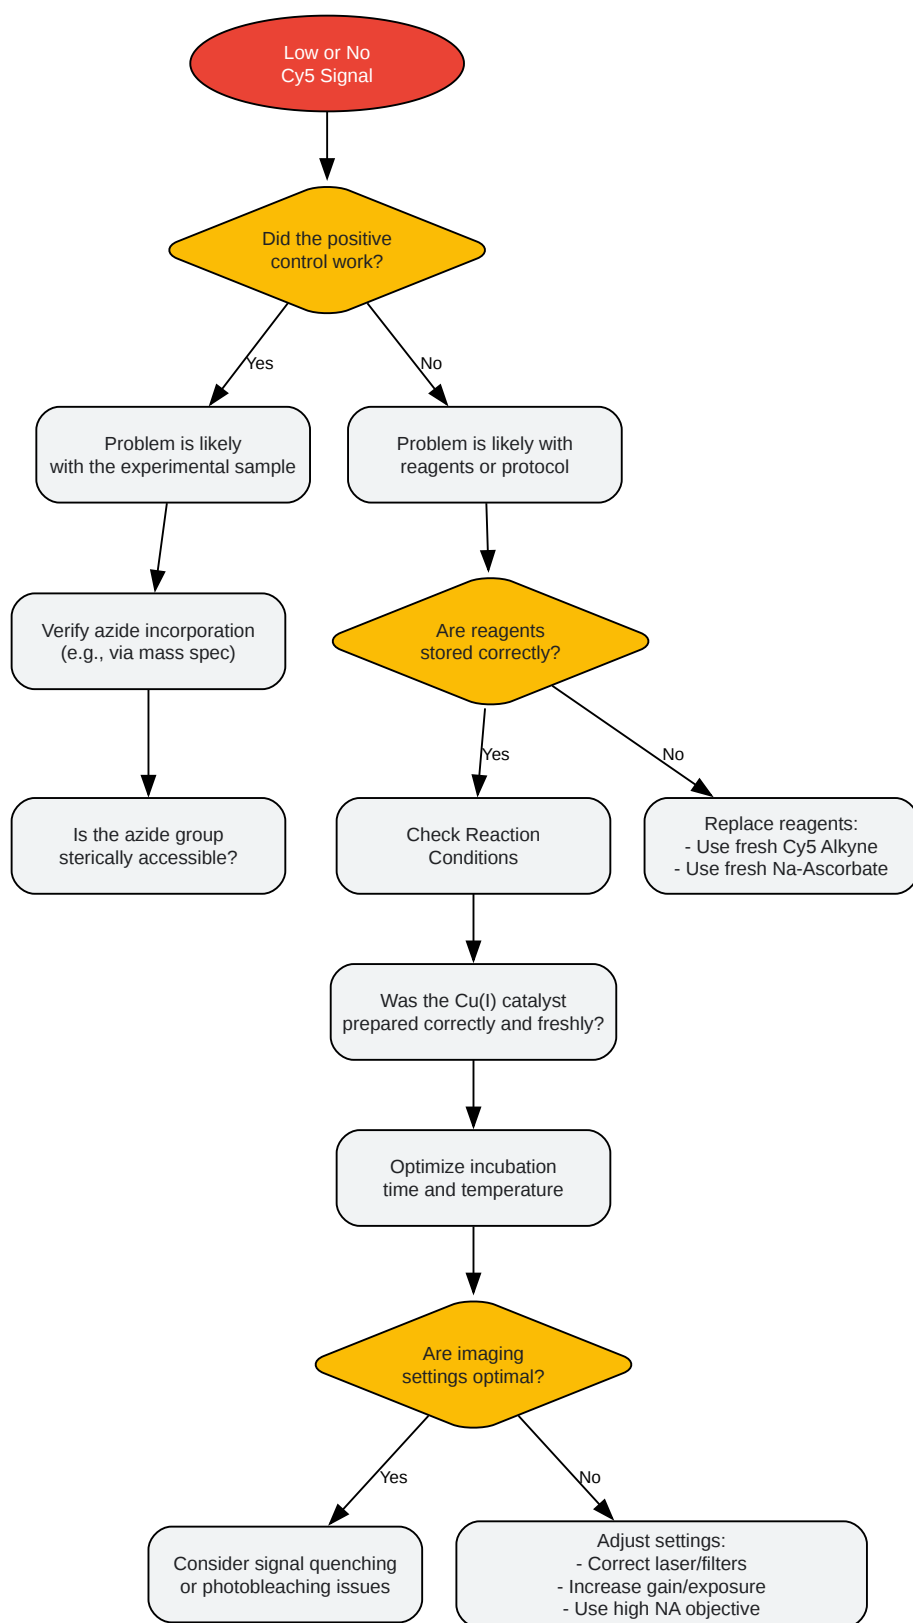 Low or No
Cy5 Signal
Did the positive
control work?
Yes
No
Problem is likely
with the experimental sample
Problem is likely with
reagents or protocol
Verify azide incorporation
(e.g., via mass spec)
Are reagents
stored correctly?
Yes
No
Is the azide group
sterically accessible?
Check Reaction
Conditions
Replace reagents:
- Use fresh Cy5 Alkyne
- Use fresh Na-Ascorbate
Was the Cu(I) catalyst
prepared correctly and freshly?
Optimize incubation
time and temperature
Are imaging
settings optimal?
Yes
No
Consider signal quenching
or photobleaching issues
Adjust settings:
- Correct laser/filters
- Increase gain/exposure
- Use high NA objective